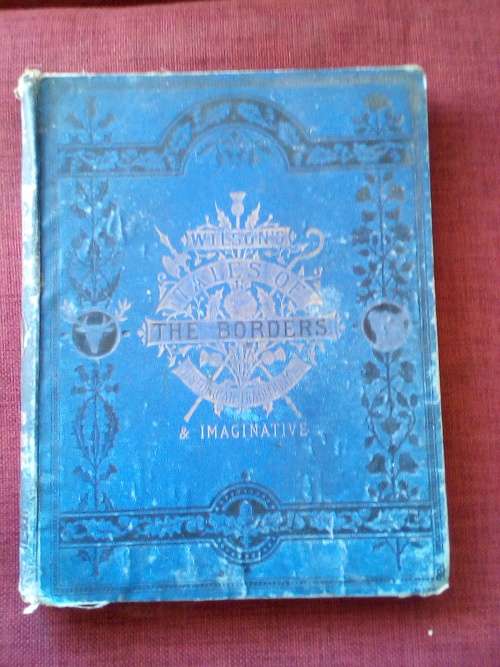 WILSON'S
TALES OF
THE BORDERS
& IMAGINATIVE